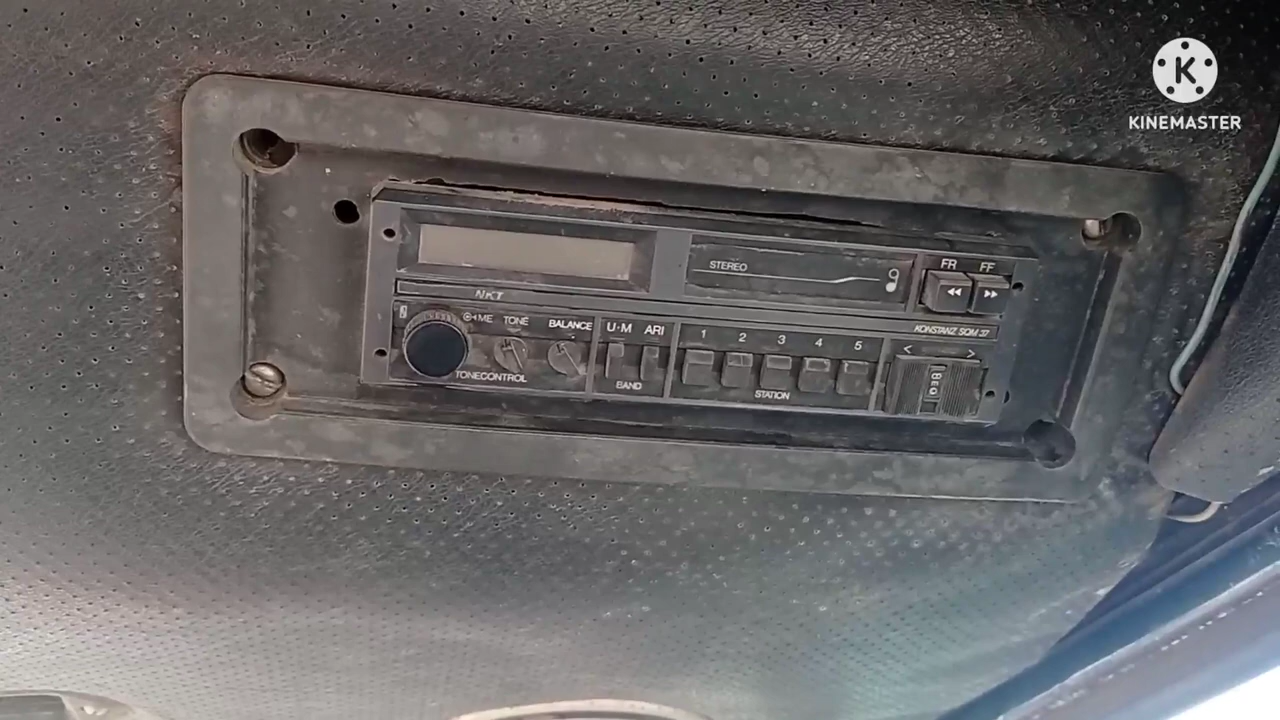 K
KINEMASTER
STEREO
FR FF
NKT
KONSTANZ SQM 37
TONE
BALANCE
U·M ARI
1 2 3 4 5
< >
TONECONTROL
BAND
STATION